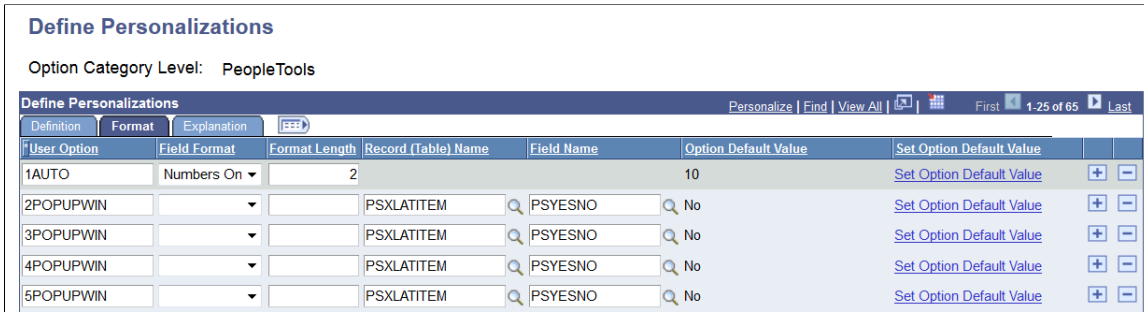 Define Personalizations
Option Category Level: PeopleTools
Define Personalizations Personalize | Find | View All | | First 1-25 of 65 Last
Definition Format Explanation
*User Option Field Format Format Length Record (Table) Name Field Name Option Default Value Set Option Default Value
1AUTO Numbers On 2 10 Set Option Default Value + -
2POPUPWIN PSXLATITEM PSYESNO No Set Option Default Value + -
3POPUPWIN PSXLATITEM PSYESNO No Set Option Default Value + -
4POPUPWIN PSXLATITEM PSYESNO No Set Option Default Value + -
5POPUPWIN PSXLATITEM PSYESNO No Set Option Default Value + -